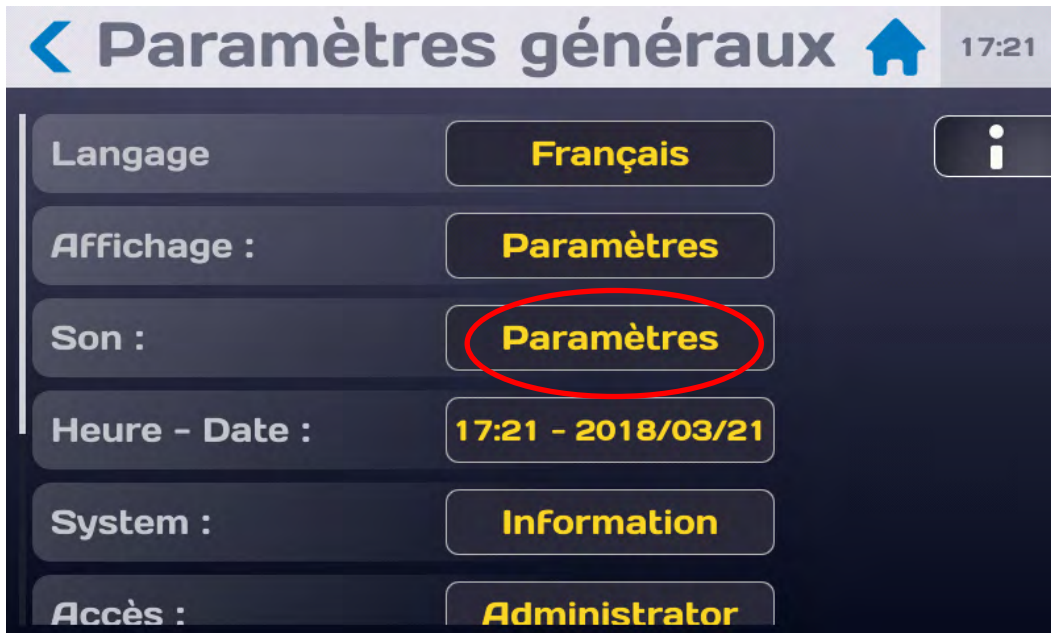 Paramètres généraux 17:21
Langage Français
Affichage : Paramètres
Son : Paramètres
Heure - Date : 17:21 - 2018/03/21
System : Information
Accès : Administrator